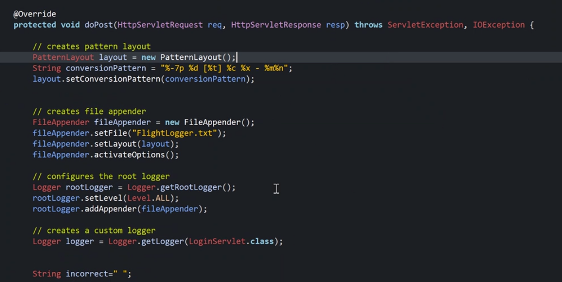 @Override
protected void doPost(HttpServletRequest req, HttpServletResponse resp) throws ServletException, IOException {
// creates pattern layout
PatternLayout layout = new PatternLayout();
String conversionPattern = "%-7p %d [%t] %c %x - %m%n";
layout.setConversionPattern(conversionPattern);
// creates file appender
FileAppender fileAppender = new FileAppender();
fileAppender.setFile("FlightLogger.txt");
fileAppender.setLayout(layout);
fileAppender.activateOptions();
// configures the root logger
Logger rootLogger = Logger.getRootLogger();
rootLogger.setLevel(Level.ALL);
rootLogger.addAppender(fileAppender);
// creates a custom logger
Logger logger = Logger.getLogger(LoginServlet.class);
String incorrect=" ";